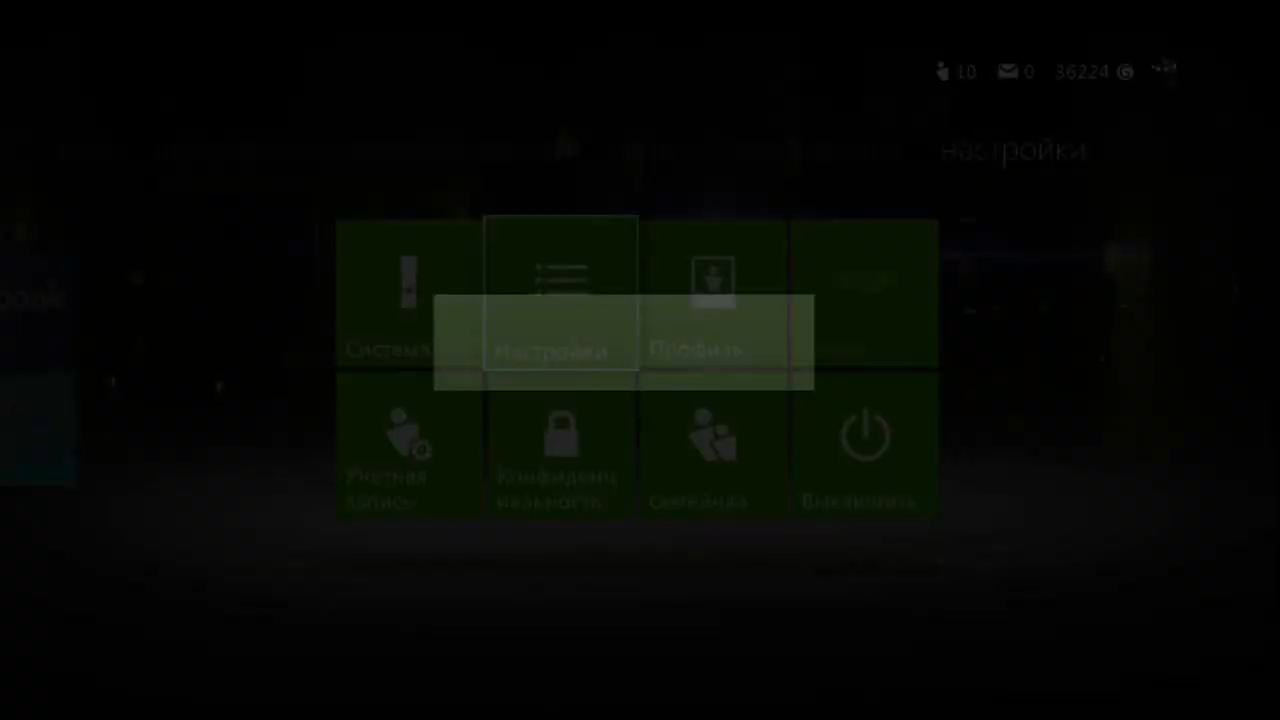 10 0 36224 G
настройки
Система
Настройки
Профиль
Учетная
запись
Конфиденц
иальность
Семейная
Выключить